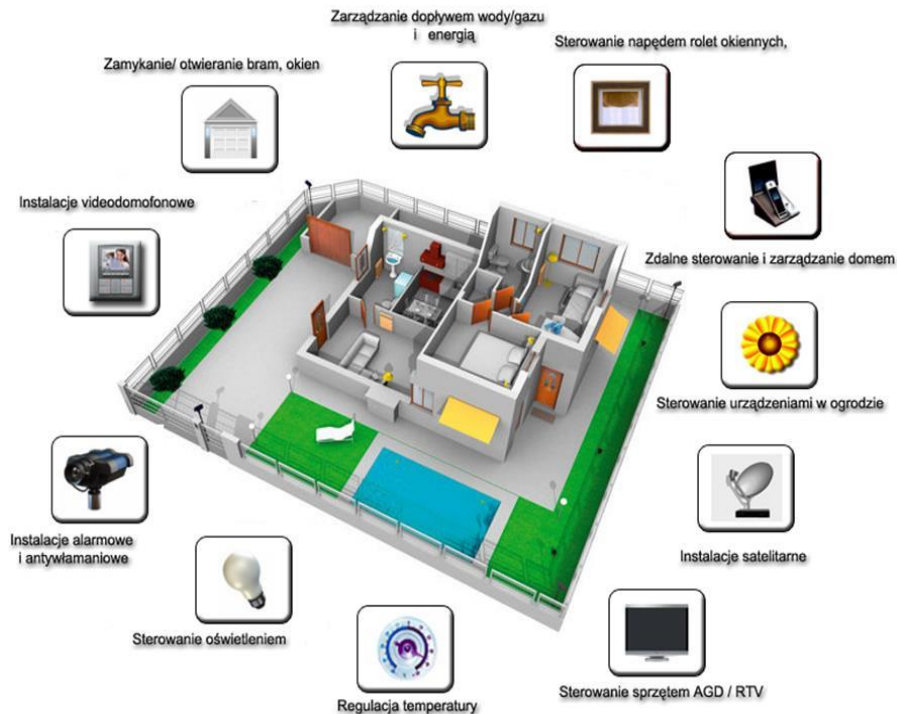 Zarządzanie dopływem wody/gazu
i energią
Sterowanie napędem rolet okiennych,
Zamykanie/ otwieranie bram, okien
Instalacje videodomofonowe
Zdalne sterowanie i zarządzanie domem
Sterowanie urządzeniami w ogrodzie
Instalacje alarmowe
i antywłamaniowe
Instalacje satelitarne
Sterowanie oświetleniem
Sterowanie sprzętem AGD / RTV
Regulacja temperatury